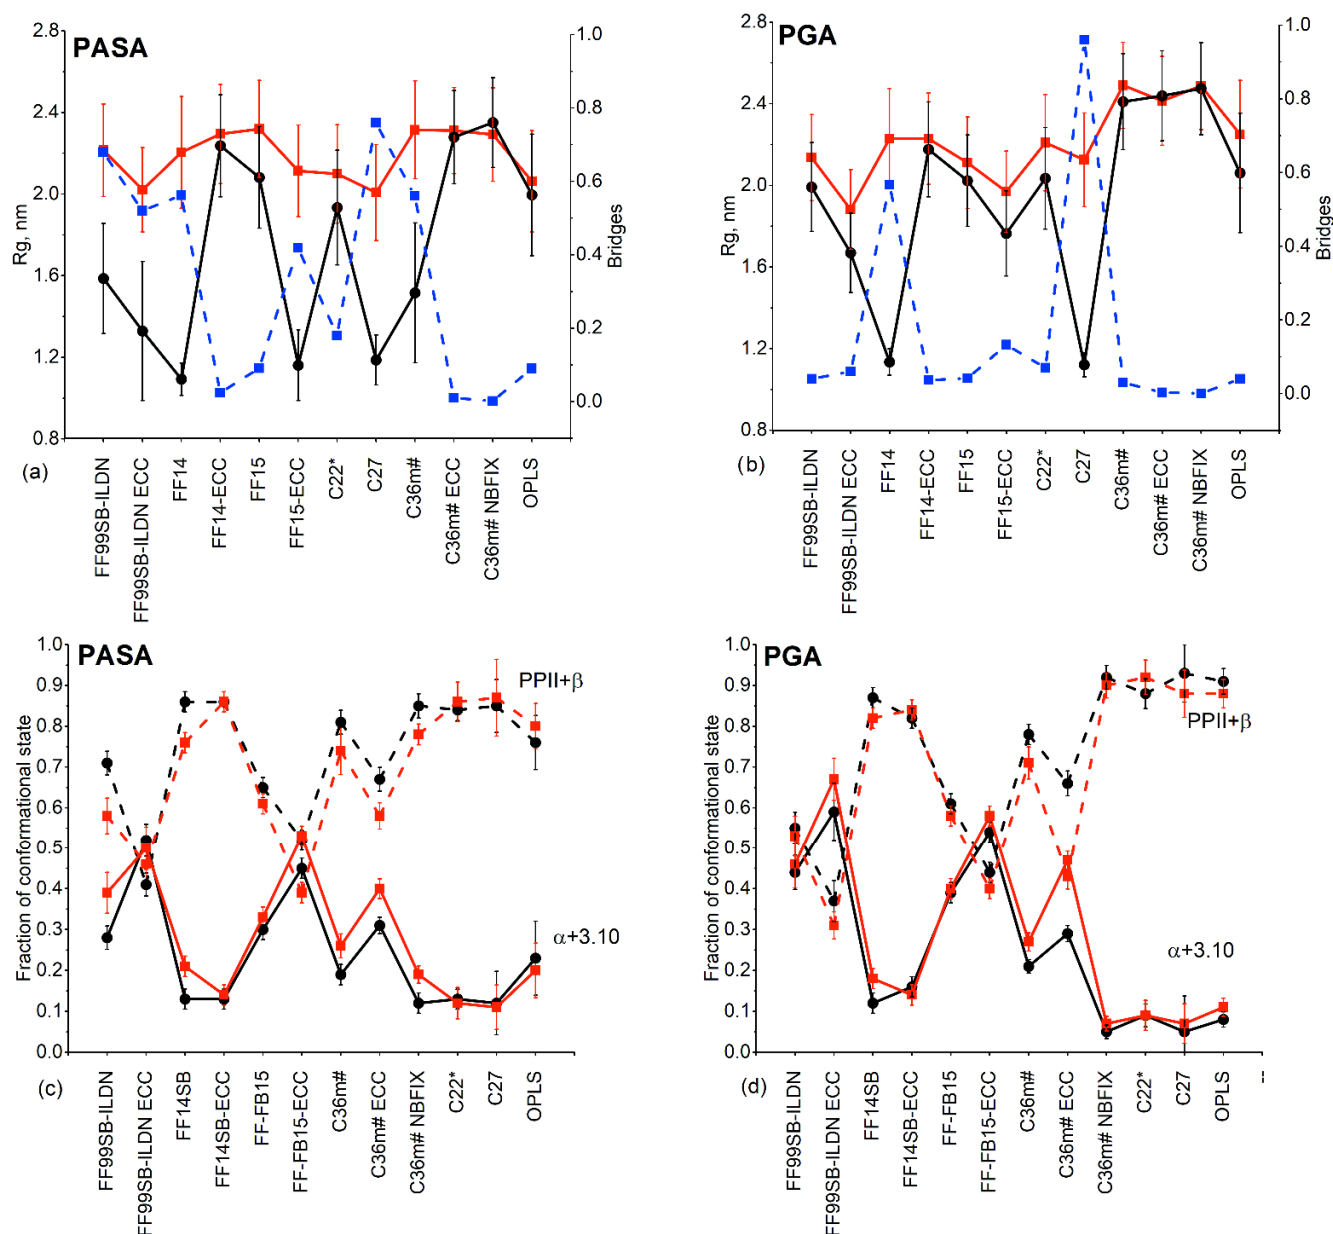 PASA
2.8
2.4
2.0
1.6
1.2
0.8
Rg, nm
1.0
0.8
0.6
0.4
0.2
0.0
Bridges
(a)
FF99SB-ILDN
FF99SB-ILDN ECC
FF14
FF14-ECC
FF15
FF15-ECC
C22*
C27
C36m#
C36m# ECC
C36m# NBFIX
OPLS
PGA
2.8
2.4
2.0
1.6
1.2
0.8
Rg, nm
1.0
0.8
0.6
0.4
0.2
0.0
Bridges
(b)
FF99SB-ILDN
FF99SB-ILDN ECC
FF14
FF14-ECC
FF15
FF15-ECC
C22*
C27
C36m#
C36m# ECC
C36m# NBFIX
OPLS
PASA
1.0
0.9
0.8
0.7
0.6
0.5
0.4
0.3
0.2
0.1
0.0
Fraction of conformational state
PPII+β
α+3.10
(c)
FF99SB-ILDN
FF99SB-ILDN ECC
FF14SB
FF14SB-ECC
FF-FB15
FF-FB15-ECC
C36m#
C36m# ECC
C36m# NBFIX
C22*
C27
OPLS
PGA
1.0
0.9
0.8
0.7
0.6
0.5
0.4
0.3
0.2
0.1
0.0
Fraction of conformational state
PPII+β
α+3.10
(d)
FF99SB-ILDN
FF99SB-ILDN ECC
FF14SB
FF14SB-ECC
FF-FB15
FF-FB15-ECC
C36m#
C36m# ECC
C36m# NBFIX
C22*
C27
OPLS
--